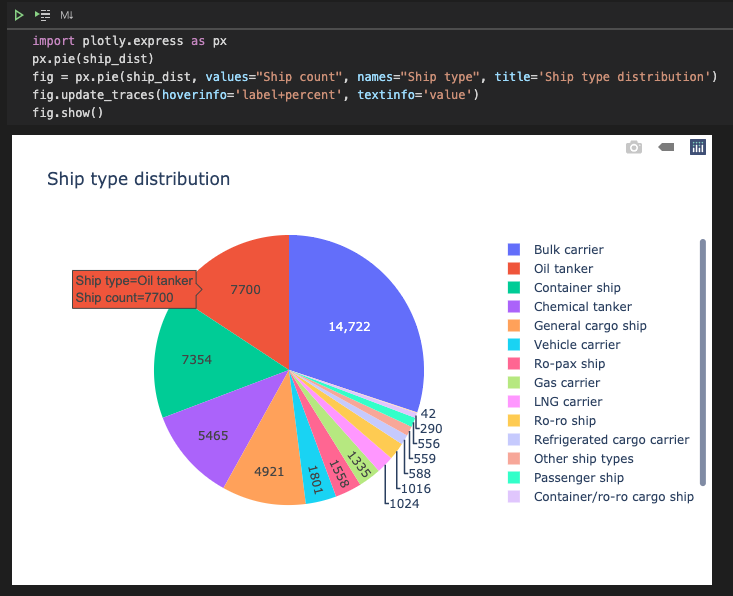 M↓
import plotly.express as px
px.pie(ship_dist)
fig = px.pie(ship_dist, values="Ship count", names="Ship type", title='Ship type distribution')
fig.update_traces(hoverinfo='label+percent', textinfo='value')
fig.show()
Ship type distribution
Ship type=Oil tanker
Ship count=7700
7700
14,722
7354
5465
4921
1801
1558
1335
42
290
556
559
588
1016
1024
Bulk carrier
Oil tanker
Container ship
Chemical tanker
General cargo ship
Vehicle carrier
Ro-pax ship
Gas carrier
LNG carrier
Ro-ro ship
Refrigerated cargo carrier
Other ship types
Passenger ship
Container/ro-ro cargo ship